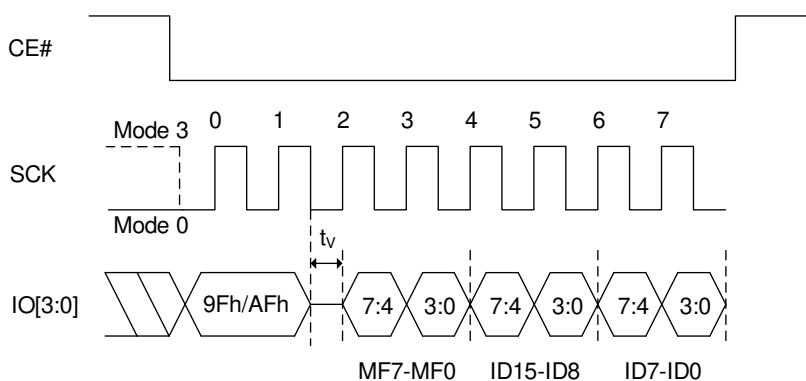 CE#
Mode 3 0 1 2 3 4 5 6 7
SCK
Mode 0
tV
IO[3:0] 9Fh/AFh 7:4 3:0 7:4 3:0 7:4 3:0
MF7-MF0 ID15-ID8 ID7-ID0